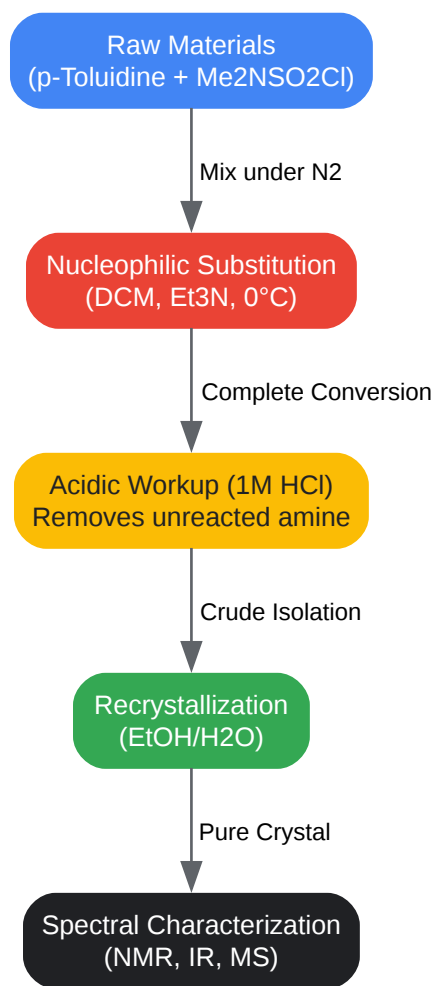 Raw Materials
(p-Toluidine + Me2NSO2Cl)
Mix under N2
Nucleophilic Substitution
(DCM, Et3N, 0°C)
Complete Conversion
Acidic Workup (1M HCl)
Removes unreacted amine
Crude Isolation
Recrystallization
(EtOH/H2O)
Pure Crystal
Spectral Characterization
(NMR, IR, MS)